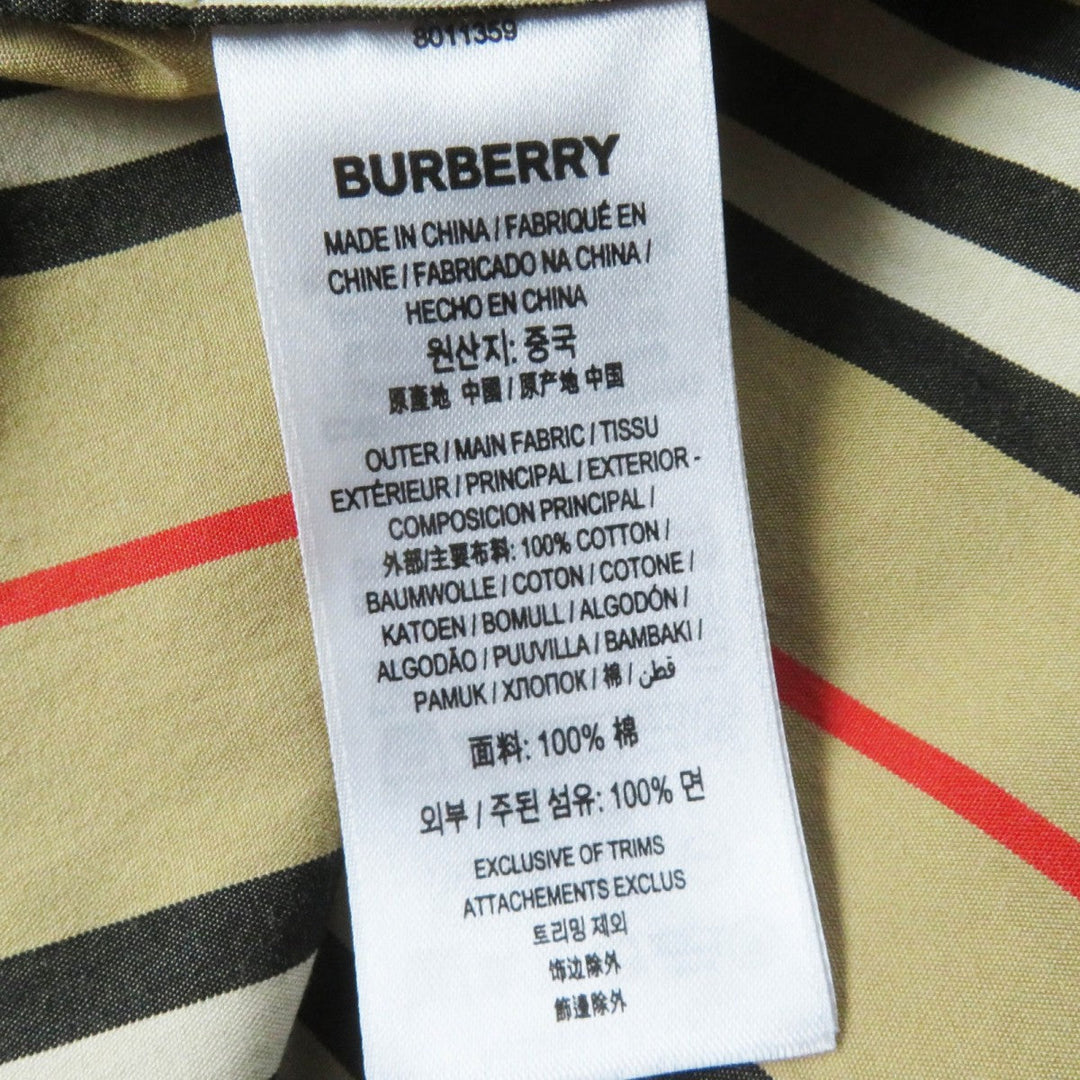 8011359
BURBERRY
MADE IN CHINA / FABRIQUÉ EN
CHINE / FABRICADO NA CHINA /
HECHO EN CHINA
원산지: 중국
原產地 中國 / 原产地 中国
OUTER / MAIN FABRIC / TISSU
EXTÉRIEUR / PRINCIPAL / EXTERIOR -
COMPOSICION PRINCIPAL /
外部/主要布料: 100% COTTON /
BAUMWOLLE / COTON / COTONE /
KATOEN / BOMULL / ALGODÓN /
ALGODÃO / PUUVILLA / BAMBAKI /
PAMUK / ХЛОПОК / 棉 / قطن
面料: 100% 棉
외부 / 주된 섬유: 100% 면
EXCLUSIVE OF TRIMS
ATTACHEMENTS EXCLUS
트리밍 제외
饰边除外
飾邊除外